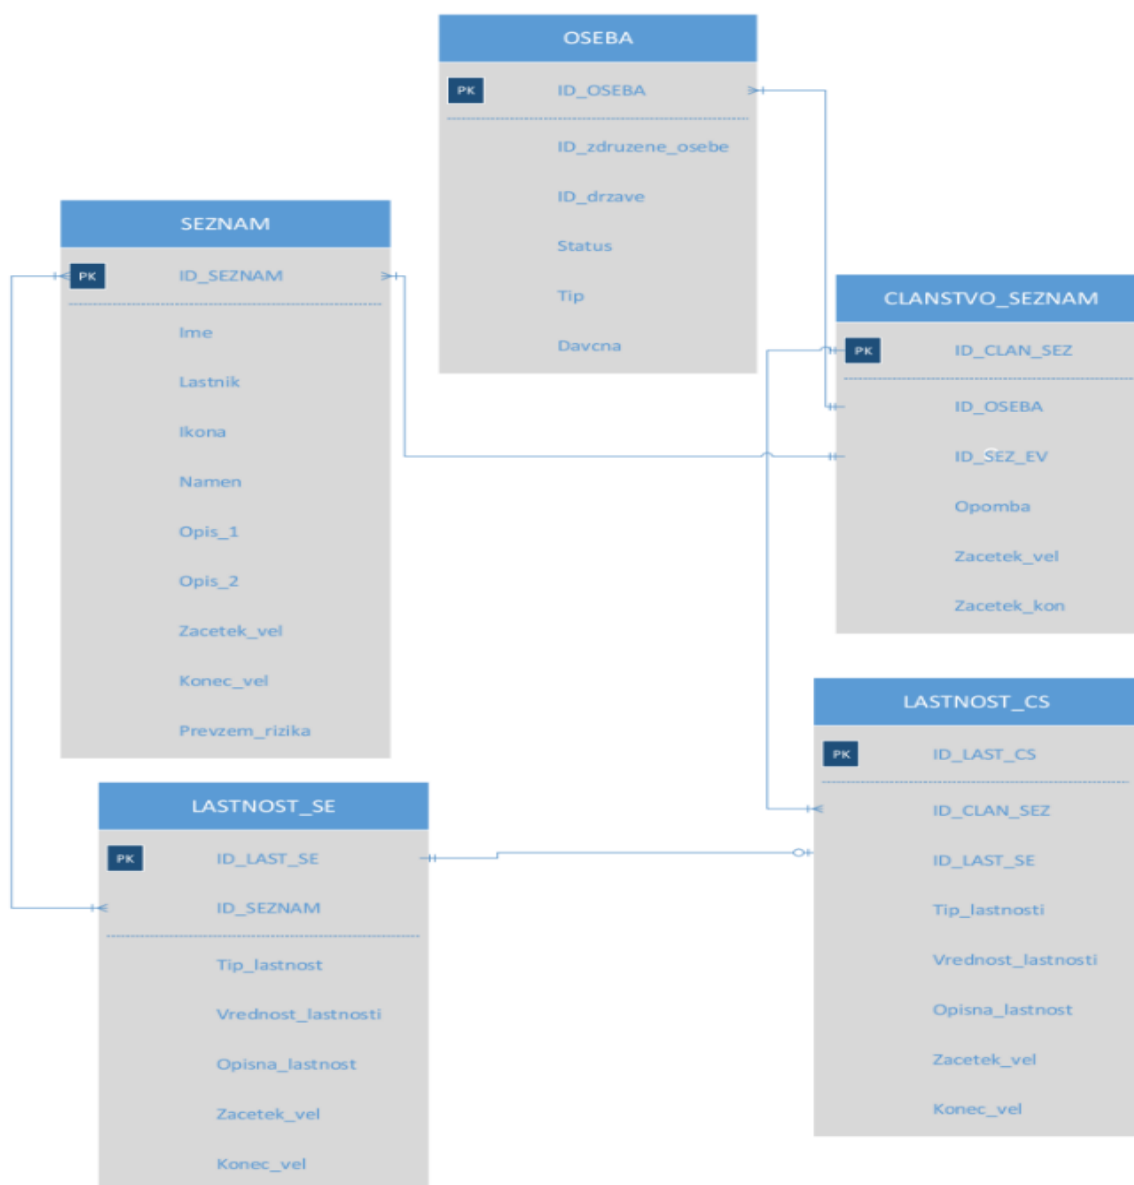 OSEBA
PK ID_OSEBA
ID_zdruzene_osebe
ID_drzave
Status
Tip
Davcna
SEZNAM
PK ID_SEZNAM
Ime
Lastnik
Ikona
Namen
Opis_1
Opis_2
Zacetek_vel
Konec_vel
Prevzem_rizika
CLANSTVO_SEZNAM
PK ID_CLAN_SEZ
ID_OSEBA
ID_SEZ_EV
Opomba
Zacetek_vel
Zacetek_kon
LASTNOST_SE
PK ID_LAST_SE
ID_SEZNAM
Tip_lastnost
Vrednost_lastnosti
Opisna_lastnost
Zacetek_vel
Konec_vel
LASTNOST_CS
PK ID_LAST_CS
ID_CLAN_SEZ
ID_LAST_SE
Tip_lastnosti
Vrednost_lastnosti
Opisna_lastnost
Zacetek_vel
Konec_vel